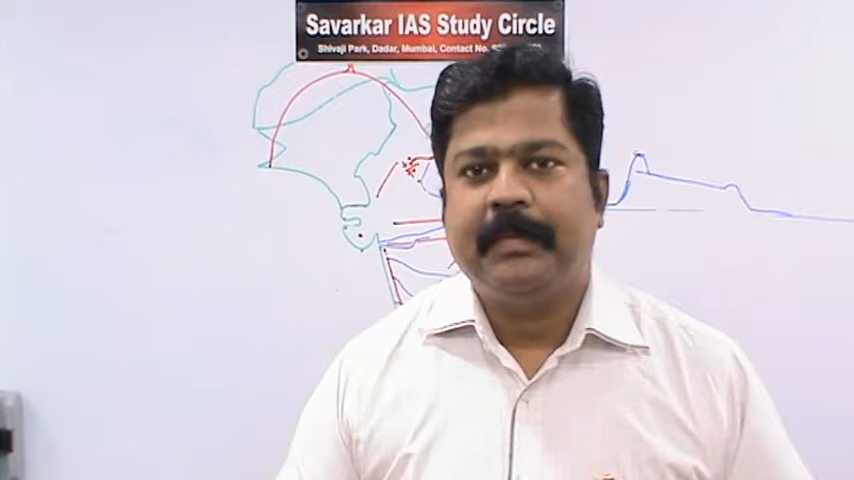 Savarkar IAS Study Circle
Shivaji Park, Dadar, Mumbai, Contact No.